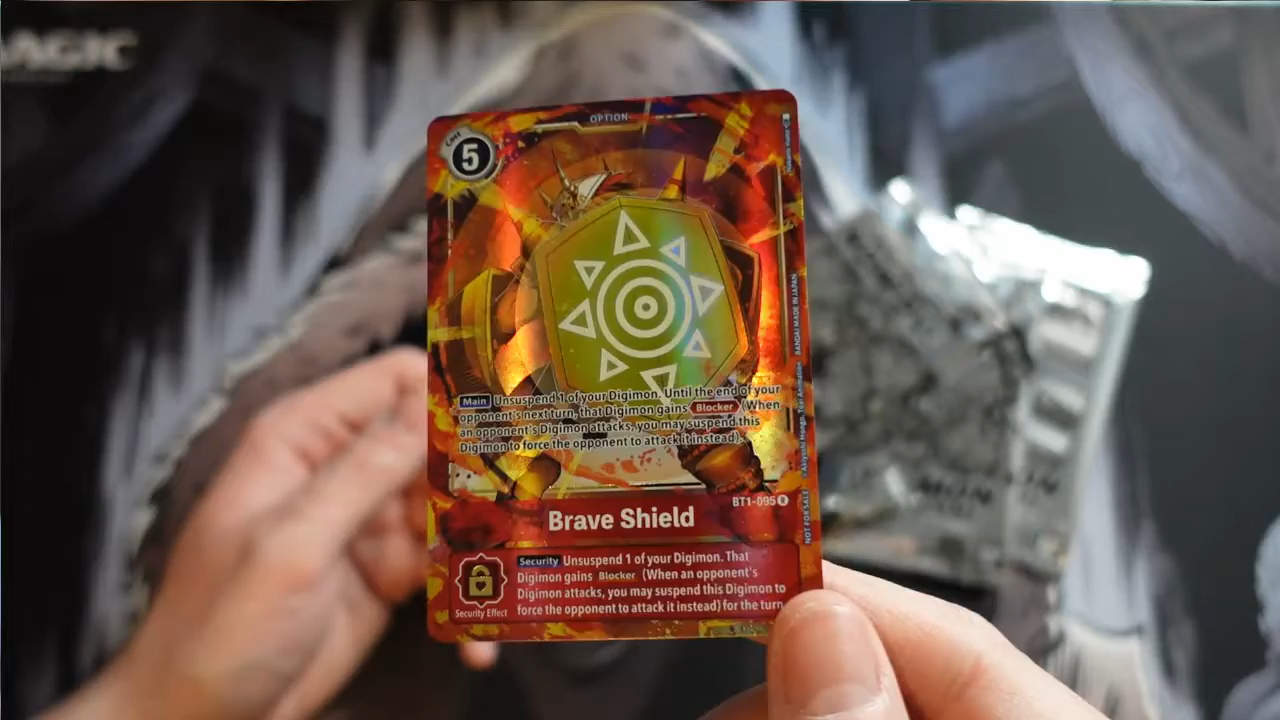 MAGIC
OPTION
Cost
5
Main Unsuspend 1 of your Digimon. Until the end of your
opponent's next turn, that Digimon gains Blocker (When
an opponent's Digimon attacks, you may suspend this
Digimon to force the opponent to attack it instead).
BT1-095 R
Brave Shield
Security Unsuspend 1 of your Digimon. That
Digimon gains Blocker (When an opponent's
Digimon attacks, you may suspend this Digimon to
force the opponent to attack it instead) for the turn
Security Effect
NOT FOR SALE ©Akiyoshi Hongo, Toei Animation BANDAI MADE IN JAPAN